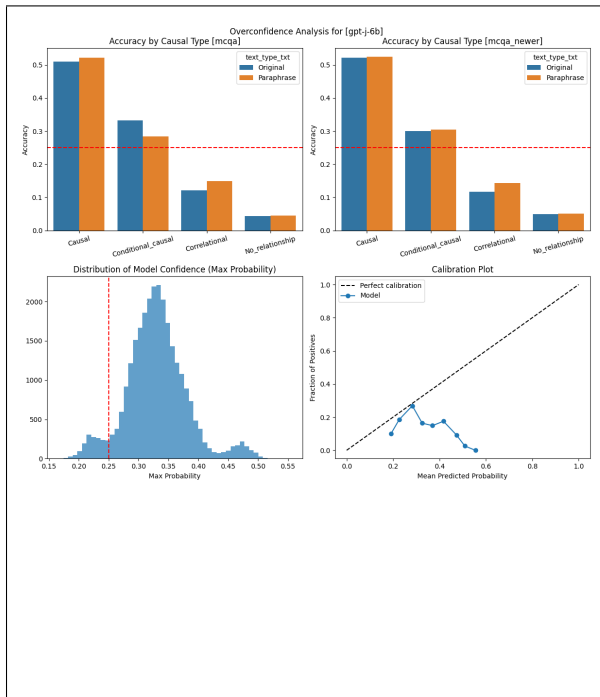 Overconfidence Analysis for [gpt-j-6b]
Accuracy by Causal Type [mcqa]
0.5
0.4
0.3
0.2
0.1
0.0
Accuracy
text_type_txt
Original
Paraphrase
Causal
Conditional_causal
Correlational
No_relationship
Accuracy by Causal Type [mcqa_newer]
0.5
0.4
0.3
0.2
0.1
0.0
Accuracy
text_type_txt
Original
Paraphrase
Causal
Conditional_causal
Correlational
No_relationship
Distribution of Model Confidence (Max Probability)
2000
1500
1000
500
0
0.15
0.20
0.25
0.30
0.35
0.40
0.45
0.50
0.55
Max Probability
Calibration Plot
1.0
0.8
0.6
0.4
0.2
0.0
Fraction of Positives
Perfect calibration
Model
0.0
0.2
0.4
0.6
0.8
1.0
Mean Predicted Probability